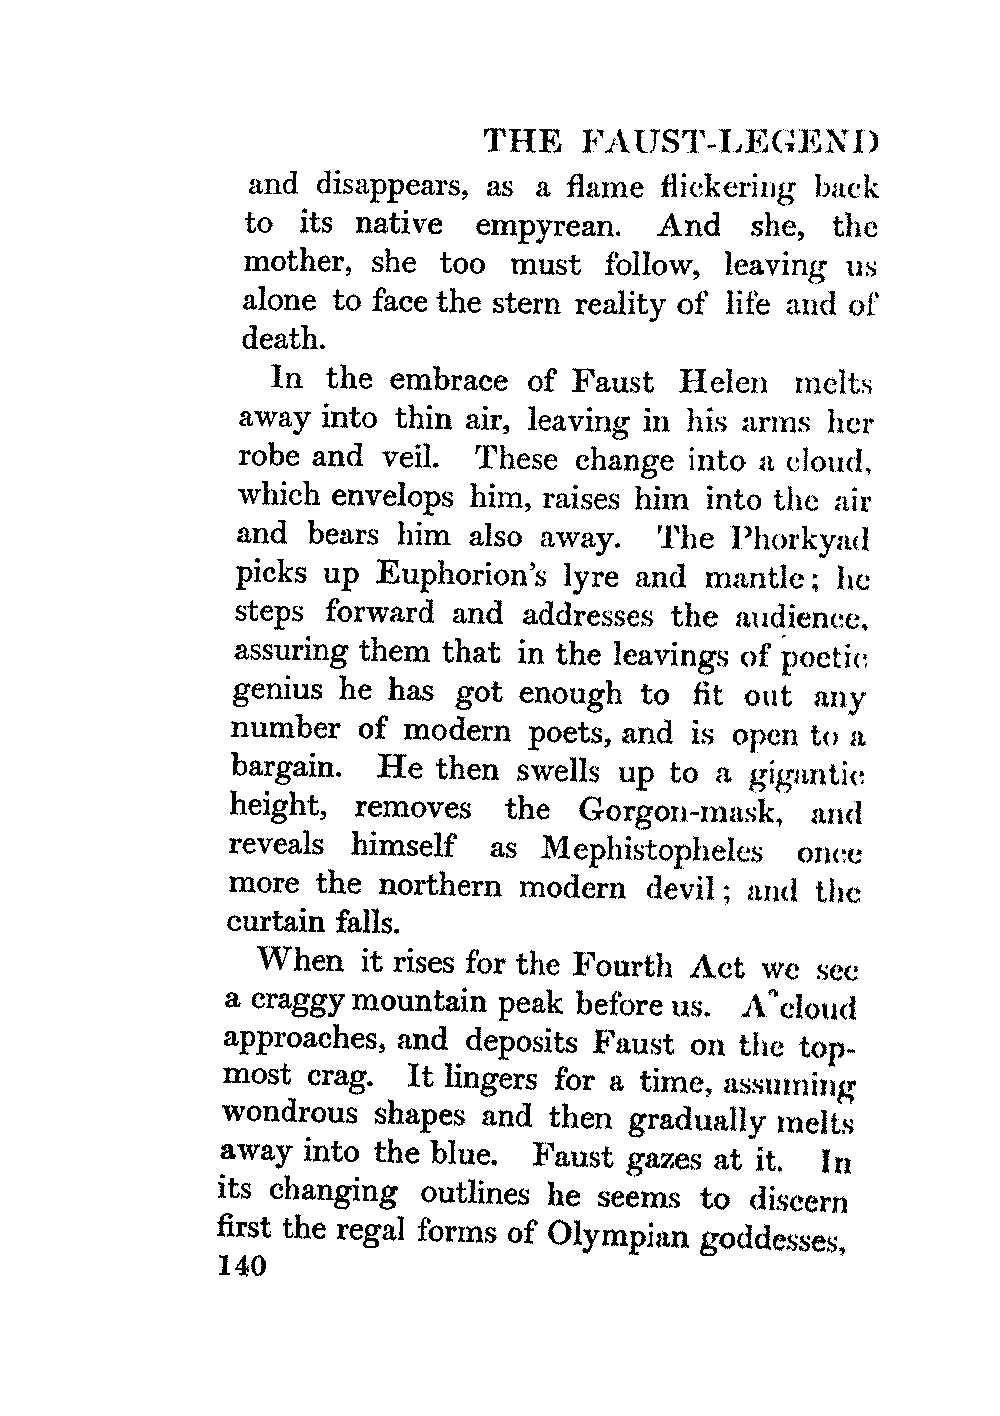 THE FAUST-LEGEND
and disappears, as a flame flickering back
to its native empyrean. And she, the
mother, she too must follow, leaving us
alone to face the stern reality of life and of
death.
In the embrace of Faust Helen melts
away into thin air, leaving in his arms her
robe and veil. These change into a cloud,
which envelops him, raises him into the air
and bears him also away. The Phorkyad
picks up Euphorion's lyre and mantle; he
steps forward and addresses the audience,
assuring them that in the leavings of poetic
genius he has got enough to fit out any
number of modern poets, and is open to a
bargain. He then swells up to a gigantic
height, removes the Gorgon-mask, and
reveals himself as Mephistopheles once
more the northern modern devil; and the
curtain falls.
When it rises for the Fourth Act we see
a craggy mountain peak before us. A cloud
approaches, and deposits Faust on the top-
most crag. It lingers for a time, assuming
wondrous shapes and then gradually melts
away into the blue. Faust gazes at it. In
its changing outlines he seems to discern
first the regal forms of Olympian goddesses,
140